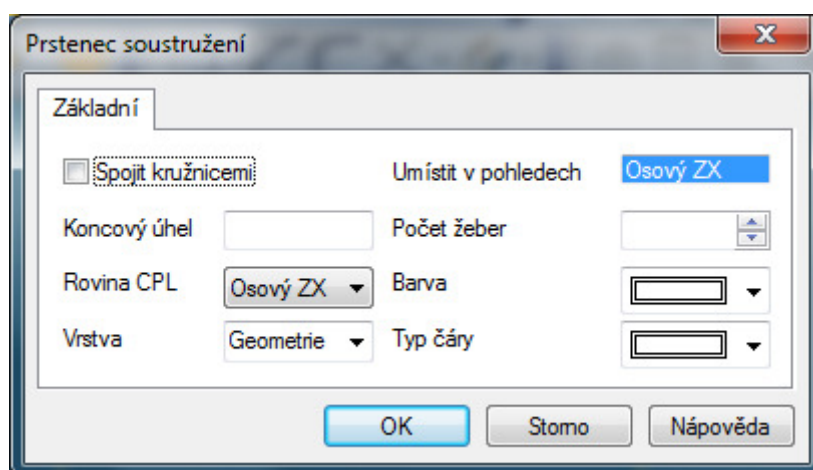 Prstenec soustružení
Základní
Spojit kružnicemi Umístit v pohledech Osový ZX
Koncový úhel Počet žeber
Rovina CPL Osový ZX Barva
Vrstva Geometrie Typ čáry
OK Storno Nápověda